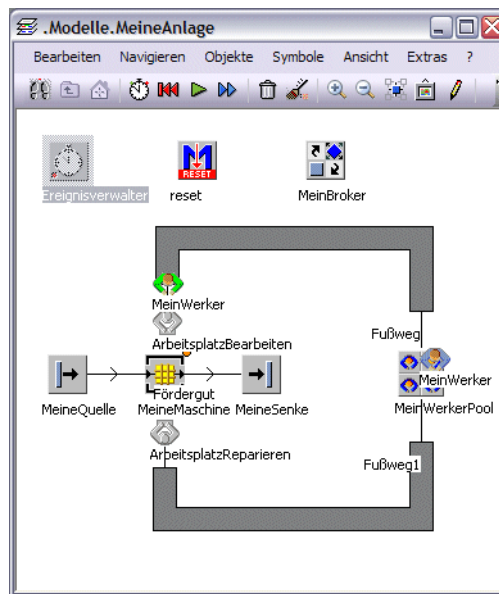 .Modelle.MeineAnlage
Bearbeiten Navigieren Objekte Symbole Ansicht Extras ?
Ereignisverwalter reset MeinBroker
RESET
MeinWerker
ArbeitsplatzBearbeiten
Fußweg
MeinWerker
Fördergut
MeineQuelle MeineMaschine MeineSenke MeinWerkerPool
ArbeitsplatzReparieren
Fußweg1